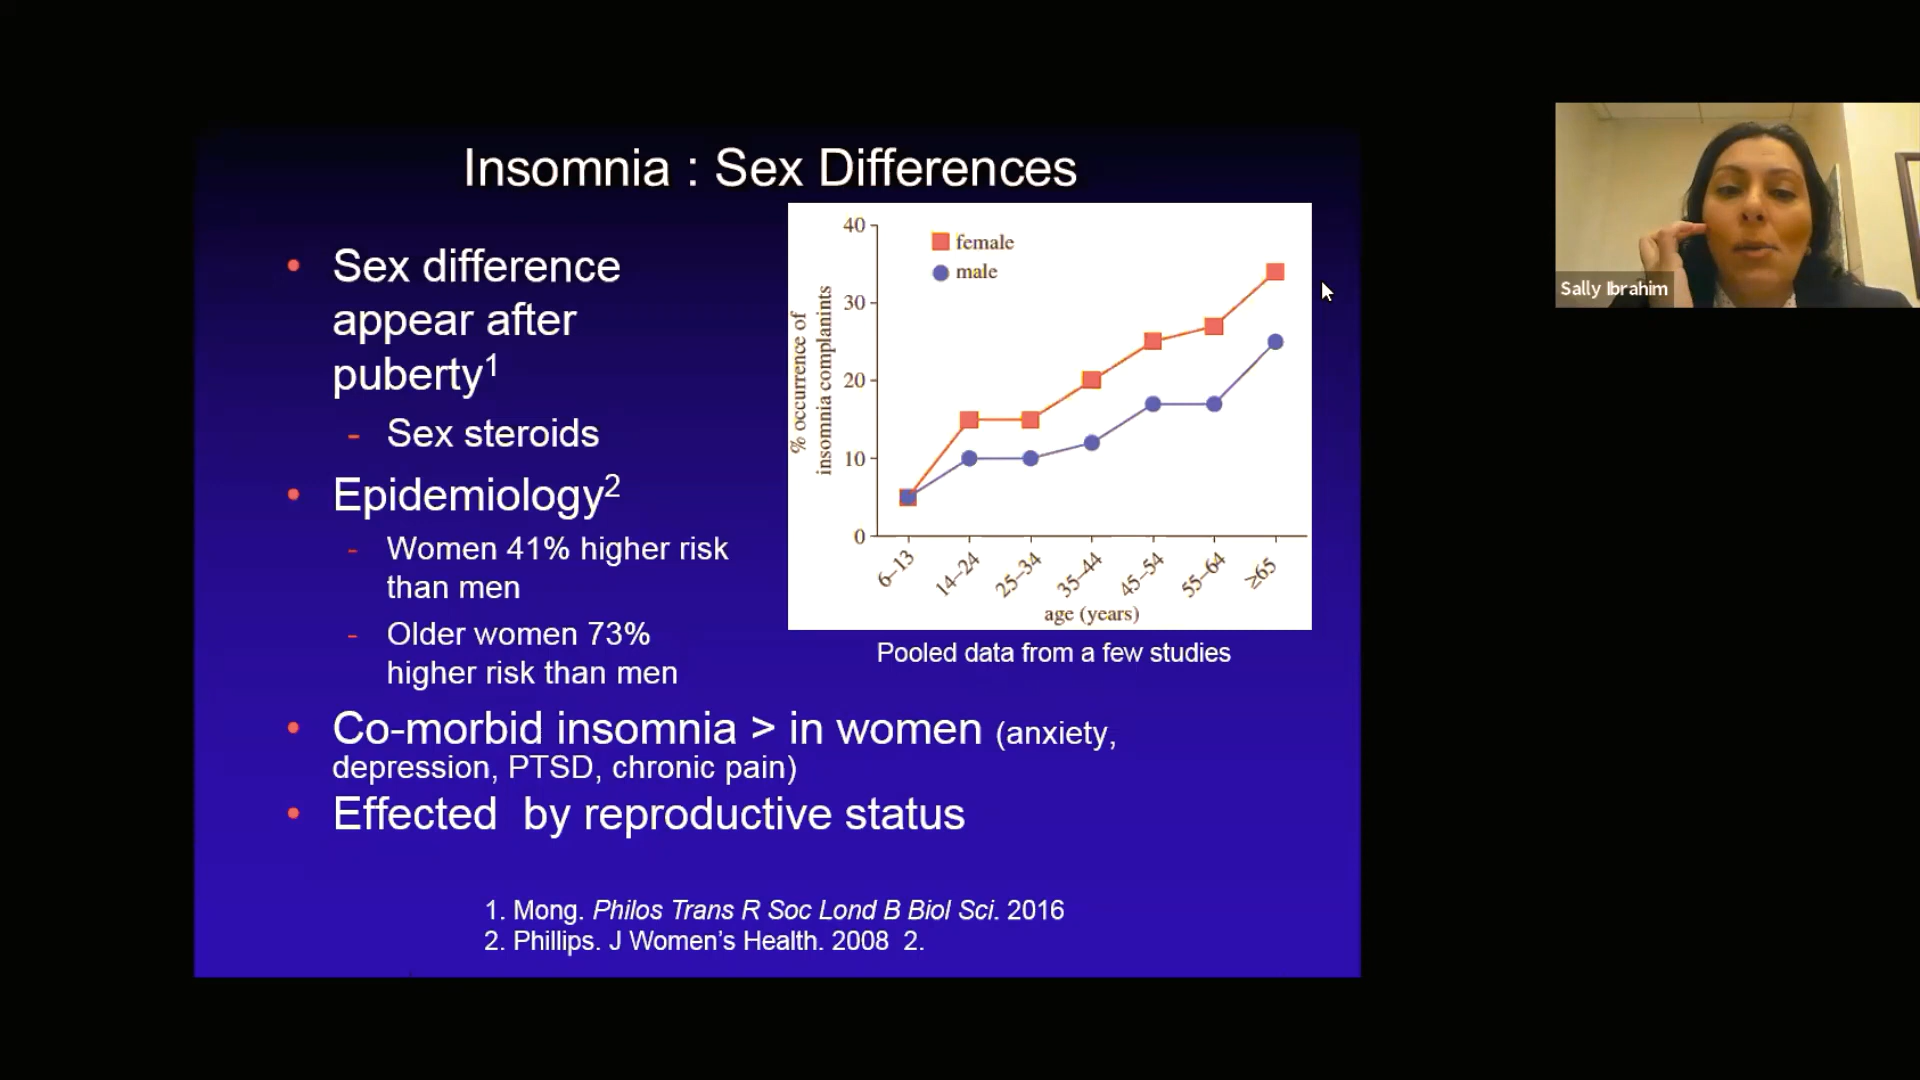 Insomnia : Sex Differences
• Sex difference
appear after
puberty1
- Sex steroids
• Epidemiology2
- Women 41% higher risk
than men
- Older women 73%
higher risk than men
• Co-morbid insomnia > in women (anxiety,
depression, PTSD, chronic pain)
• Effected by reproductive status
% occurrence of
insomnia complanints
40
30
20
10
0
female
male
6–13
14–24
25–34
35–44
45–54
55–64
≥65
age (years)
Pooled data from a few studies
1. Mong. Philos Trans R Soc Lond B Biol Sci. 2016
2. Phillips. J Women's Health. 2008 2.
Sally Ibrahim